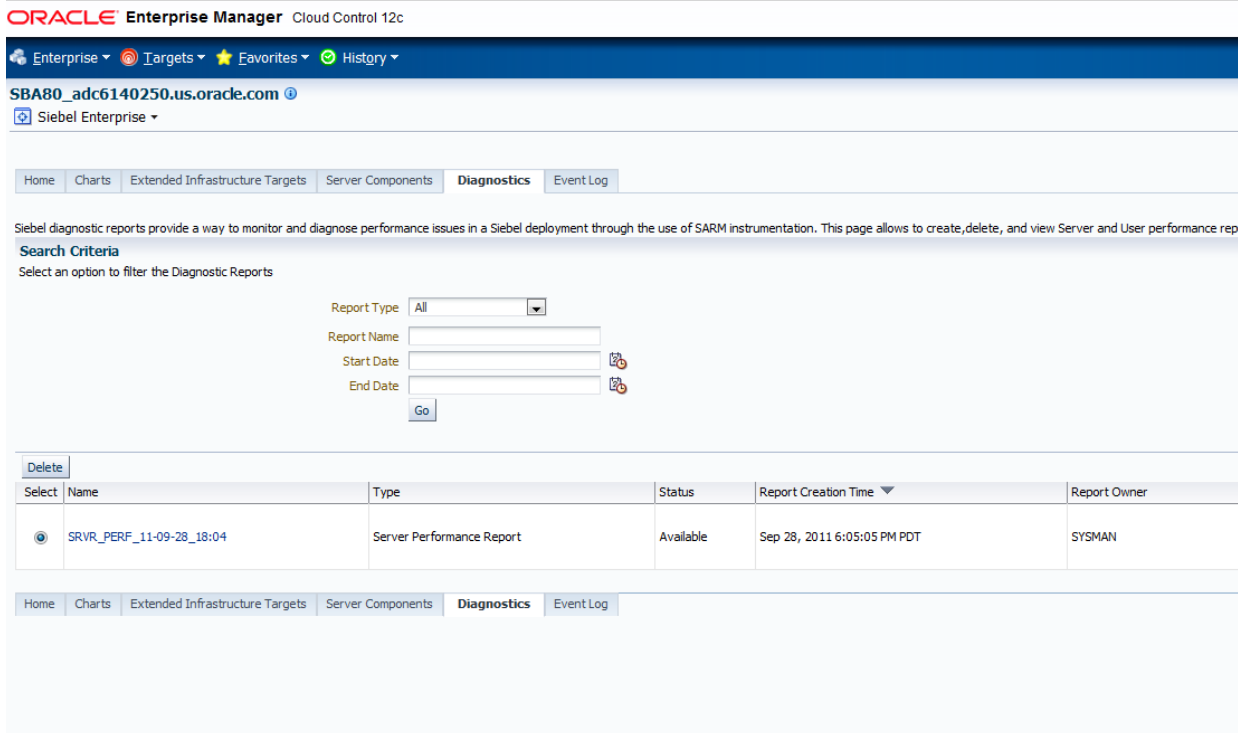 ORACLE Enterprise Manager Cloud Control 12c
Enterprise Targets Favorites History
SBA80_adc6140250.us.oracle.com
Siebel Enterprise
Home Charts Extended Infrastructure Targets Server Components Diagnostics Event Log
Siebel diagnostic reports provide a way to monitor and diagnose performance issues in a Siebel deployment through the use of SARM instrumentation. This page allows to create,delete, and view Server and User performance rep
Search Criteria
Select an option to filter the Diagnostic Reports
Report Type All
Report Name
Start Date
End Date
Go
Delete
Select Name Type Status Report Creation Time Report Owner
SRVR_PERF_11-09-28_18:04 Server Performance Report Available Sep 28, 2011 6:05:05 PM PDT SYSMAN
Home Charts Extended Infrastructure Targets Server Components Diagnostics Event Log